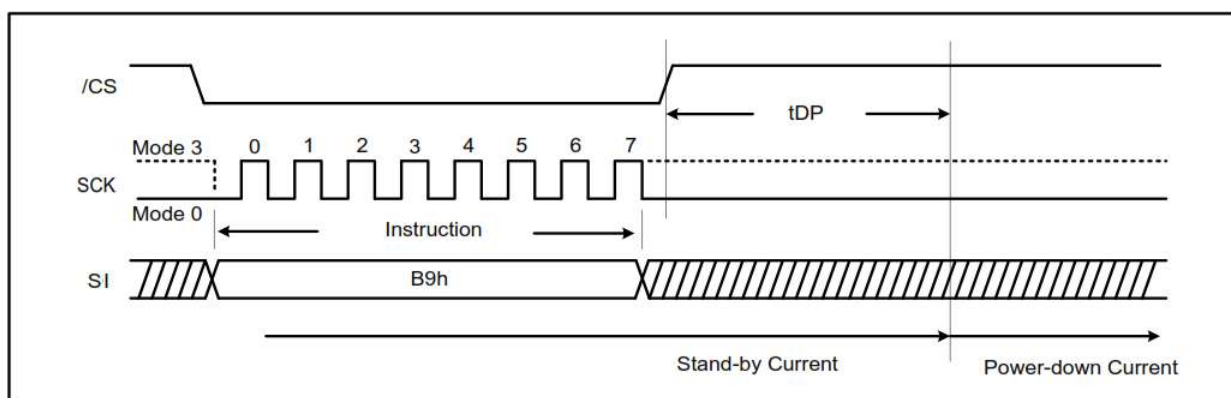 /CS
tDP
Mode 3
0 1 2 3 4 5 6 7
SCK
Mode 0
Instruction
SI
B9h
Stand-by Current
Power-down Current